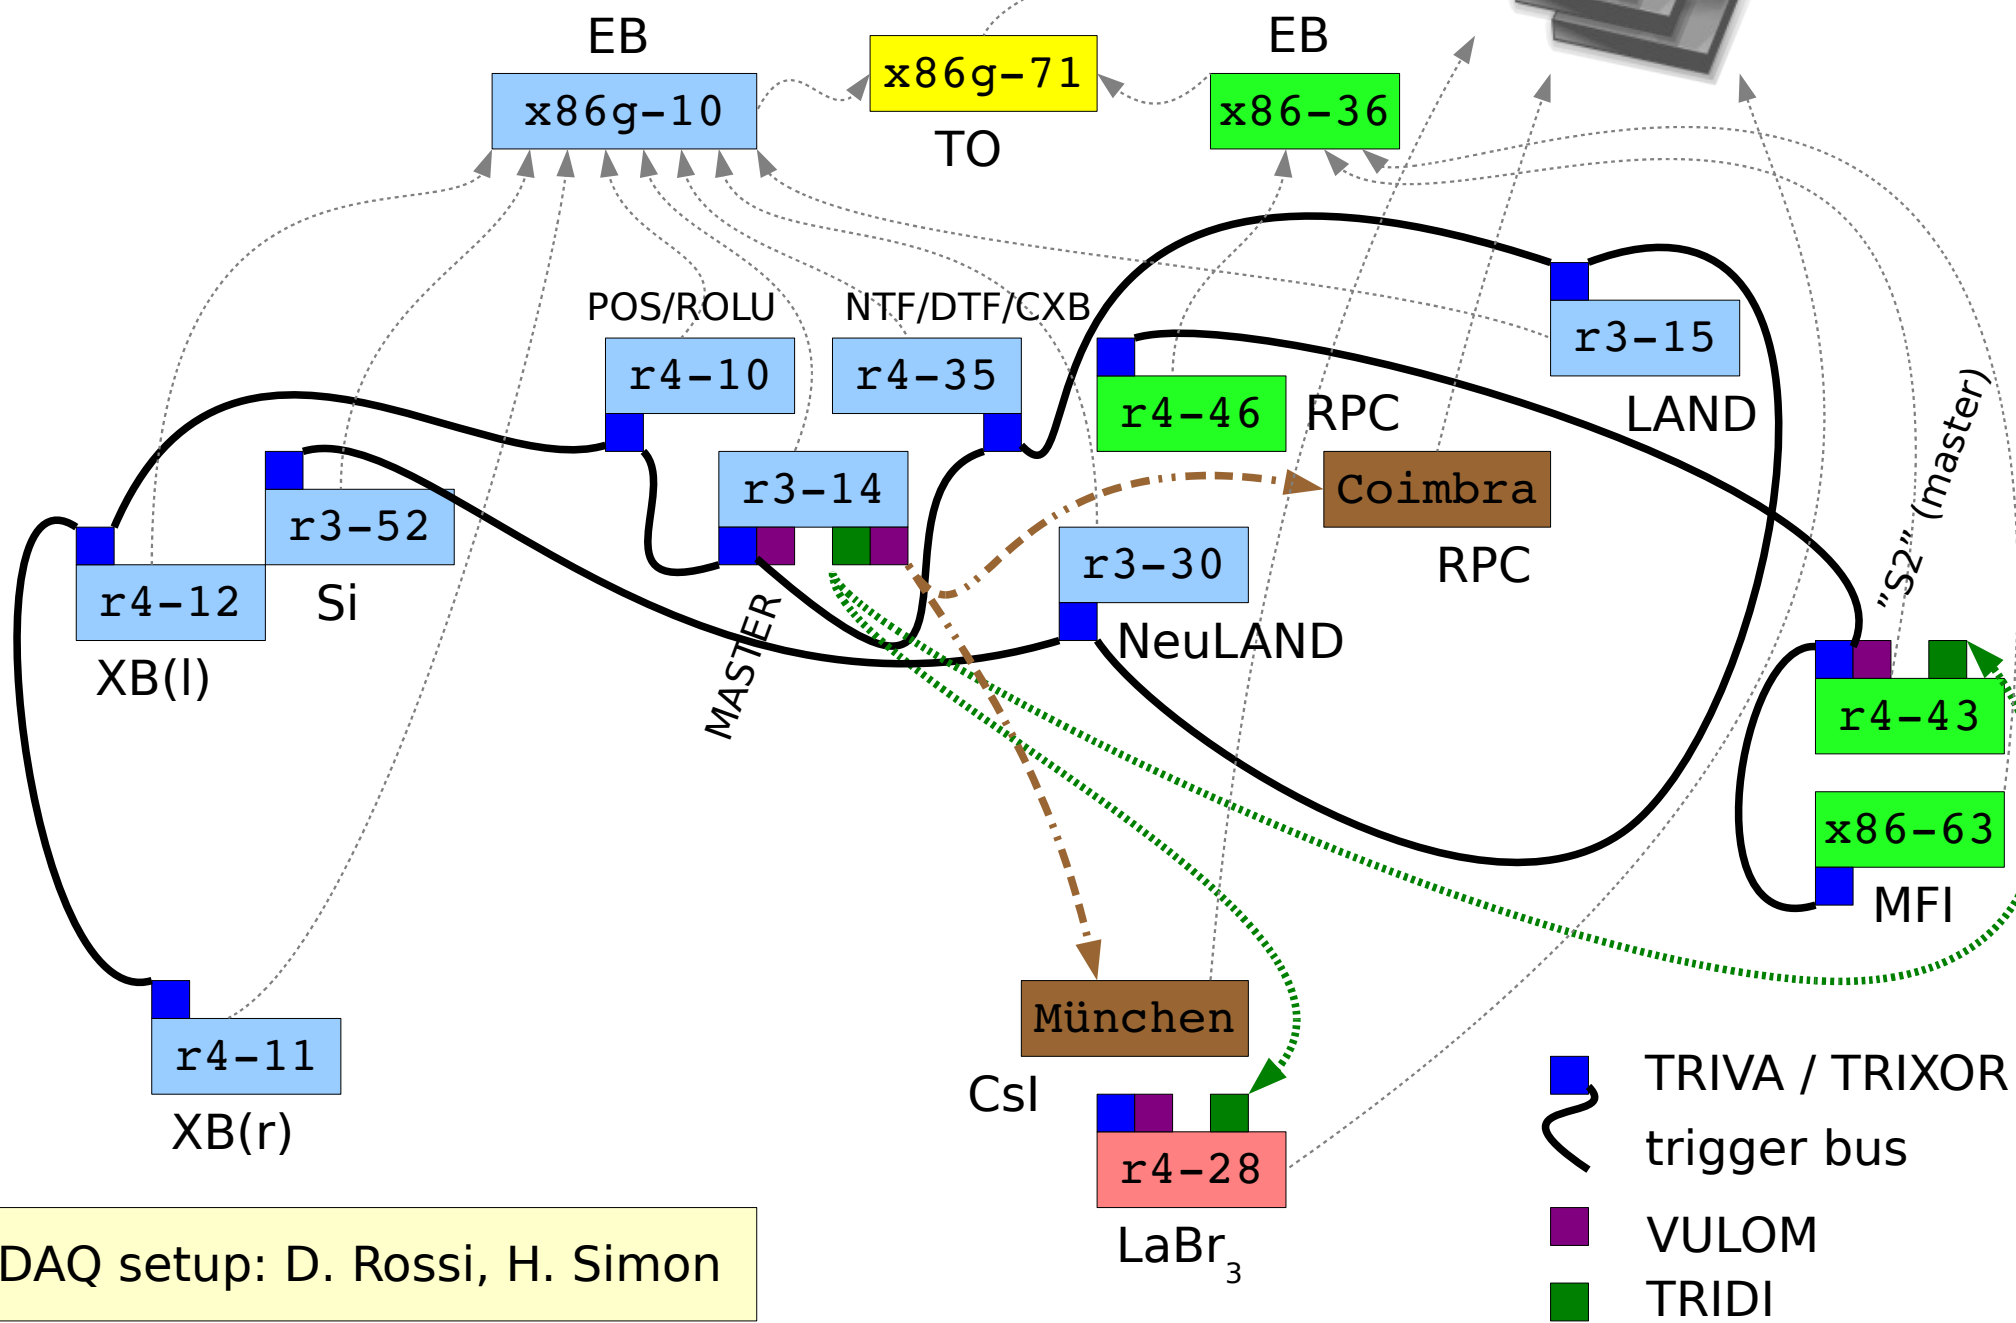 EB
EB
x86g-10
x86g-71
x86-36
TO
POS/ROLU
NTF/DTF/CXB
r3-15
LAND
r4-10
r4-35
r4-46
RPC
r3-14
Coimbra
RPC
r3-52
Si
r4-12
XB(l)
MASTER
r3-30
NeuLAND
"S2" (master)
r4-43
x86-63
MFI
r4-11
XB(r)
München
CsI
r4-28
LaBr3
TRIVA / TRIXOR
trigger bus
VULOM
TRIDI
DAQ setup: D. Rossi, H. Simon